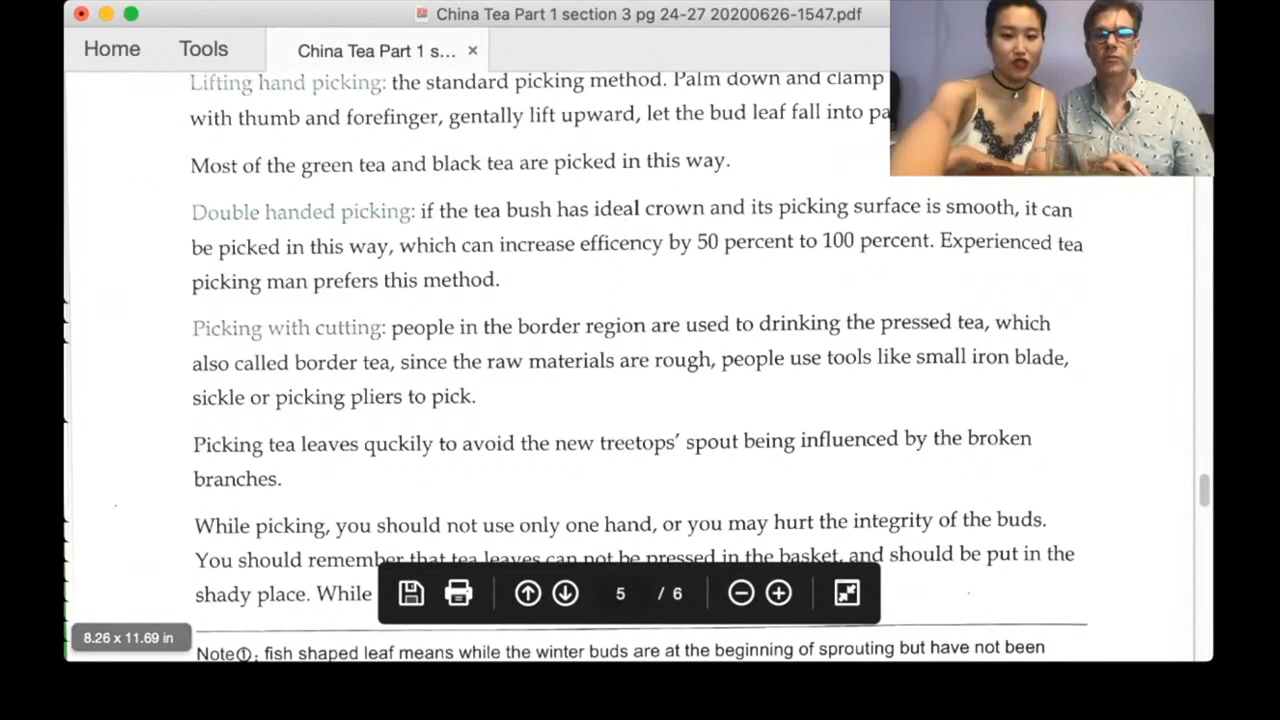 China Tea Part 1 section 3 pg 24-27 20200626-1547.pdf
Home
Tools
China Tea Part 1 s...
Lifting hand picking: the standard picking method. Palm down and clamp
with thumb and forefinger, gentally lift upward, let the bud leaf fall into
Most of the green tea and black tea are picked in this way.
Double handed picking: if the tea bush has ideal crown and its picking surface is smooth, it can
be picked in this way, which can increase efficency by 50 percent to 100 percent. Experienced tea
picking man prefers this method.
Picking with cutting: people in the border region are used to drinking the pressed tea, which
also called border tea, since the raw materials are rough, people use tools like small iron blade,
sickle or picking pliers to pick.
Picking tea leaves quckily to avoid the new treetops' spout being influenced by the broken
branches.
While picking, you should not use only one hand, or you may hurt the integrity of the buds.
You should remember that tea leaves can not be pressed in the basket, and should be put in the
shady place. While
5 / 6
8.26 x 11.69 in
Note①: fish shaped leaf means while the winter buds are at the beginning of sprouting but have not been